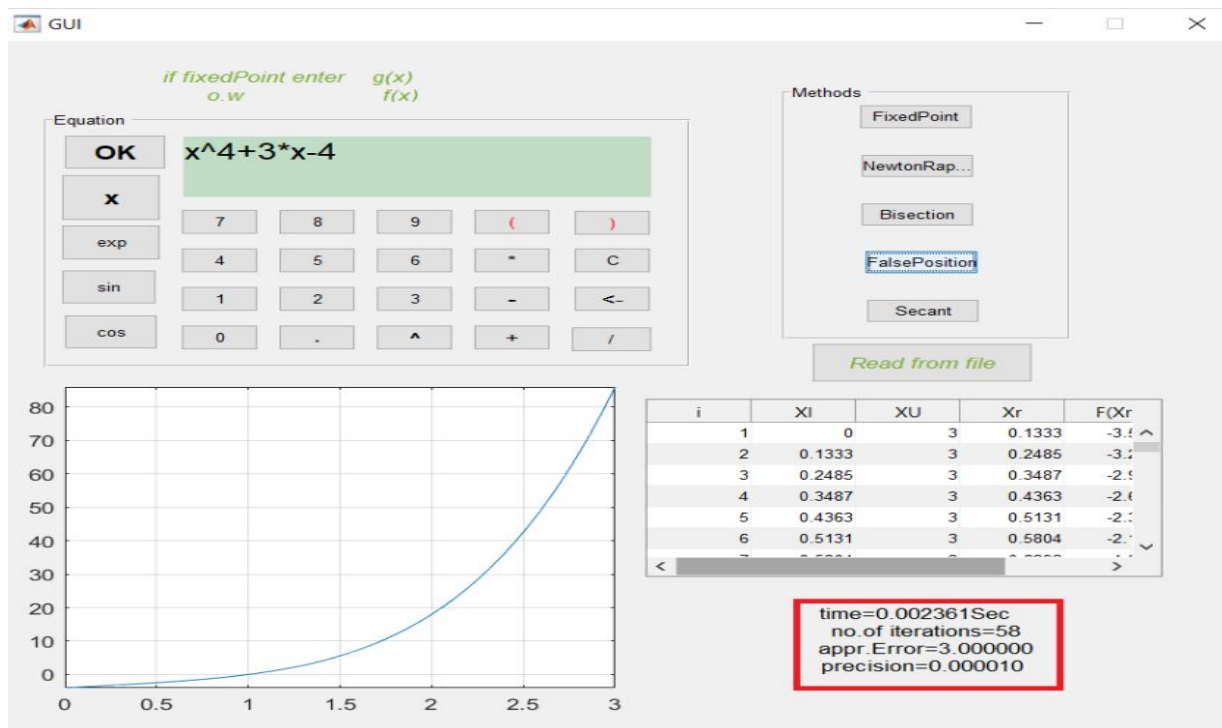 GUI
if fixedPoint enter g(x)
o.w f(x)
Equation
OK x^4+3*x-4
x
exp
sin
cos
7 8 9 ( )
4 5 6 * C
1 2 3 - <-
0 . ^ + /
Methods
FixedPoint
NewtonRap...
Bisection
FalsePosition
Secant
Read from file
80
70
60
50
40
30
20
10
0
0 0.5 1 1.5 2 2.5 3
i Xl XU Xr F(Xr
1 0 3 0.1333
2 0.1333 3 0.2485
3 0.2485 3 0.3487
4 0.3487 3 0.4363
5 0.4363 3 0.5131
6 0.5131 3 0.5804
time=0.002361Sec
no.of iterations=58
appr.Error=3.000000
precision=0.000010